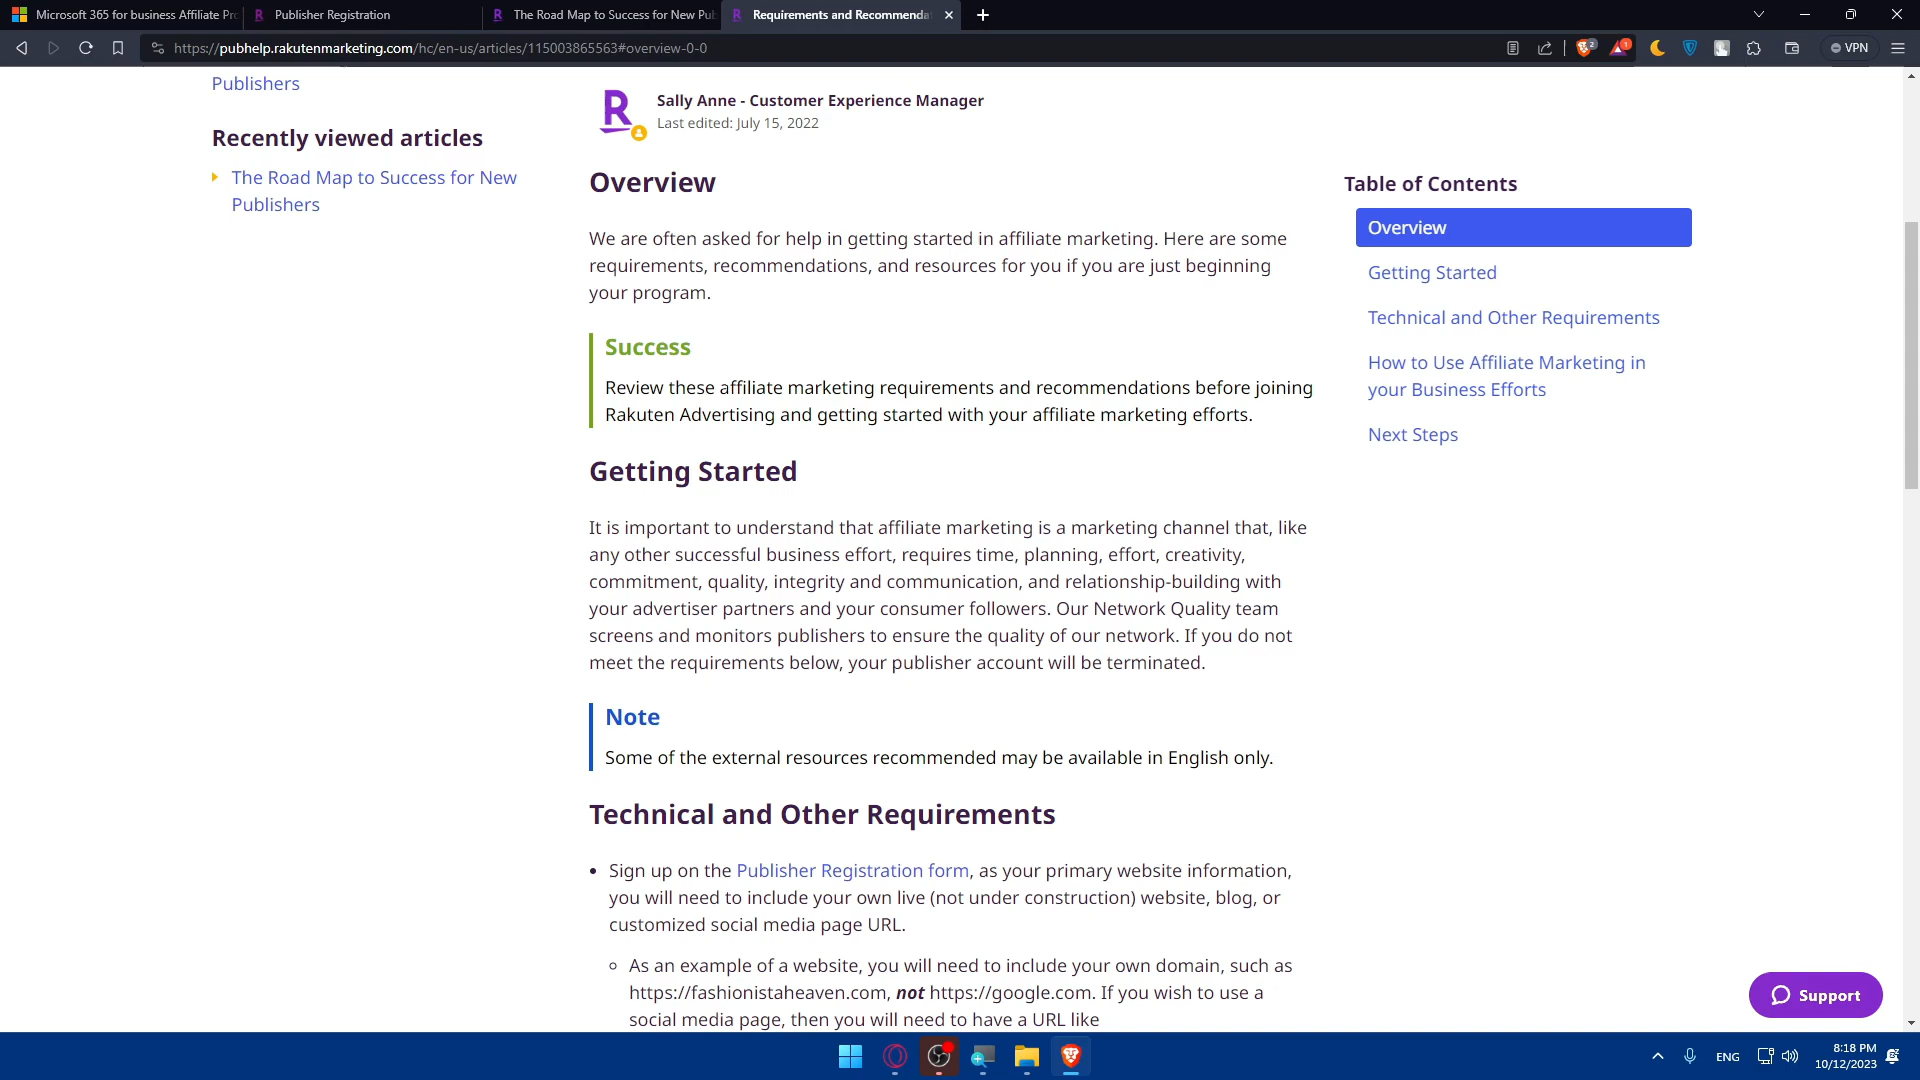 Microsoft 365 for business Affiliate Pro
Publisher Registration
The Road Map to Success for New Pub
Requirements and Recommenda
https://pubhelp.rakutenmarketing.com/hc/en-us/articles/115003865563#overview-0-0
2
1
VPN
Publishers
Recently viewed articles
The Road Map to Success for New
Publishers
R
Sally Anne - Customer Experience Manager
Last edited: July 15, 2022
Overview
We are often asked for help in getting started in affiliate marketing. Here are some
requirements, recommendations, and resources for you if you are just beginning
your program.
Success
Review these affiliate marketing requirements and recommendations before joining
Rakuten Advertising and getting started with your affiliate marketing efforts.
Getting Started
It is important to understand that affiliate marketing is a marketing channel that, like
any other successful business effort, requires time, planning, effort, creativity,
commitment, quality, integrity and communication, and relationship-building with
your advertiser partners and your consumer followers. Our Network Quality team
screens and monitors publishers to ensure the quality of our network. If you do not
meet the requirements below, your publisher account will be terminated.
Note
Some of the external resources recommended may be available in English only.
Technical and Other Requirements
• Sign up on the Publisher Registration form, as your primary website information,
you will need to include your own live (not under construction) website, blog, or
customized social media page URL.
◦ As an example of a website, you will need to include your own domain, such as
https://fashionistaheaven.com, not https://google.com. If you wish to use a
social media page, then you will need to have a URL like
Table of Contents
Overview
Getting Started
Technical and Other Requirements
How to Use Affiliate Marketing in
your Business Efforts
Next Steps
Support
ENG
8:18 PM
10/12/2023